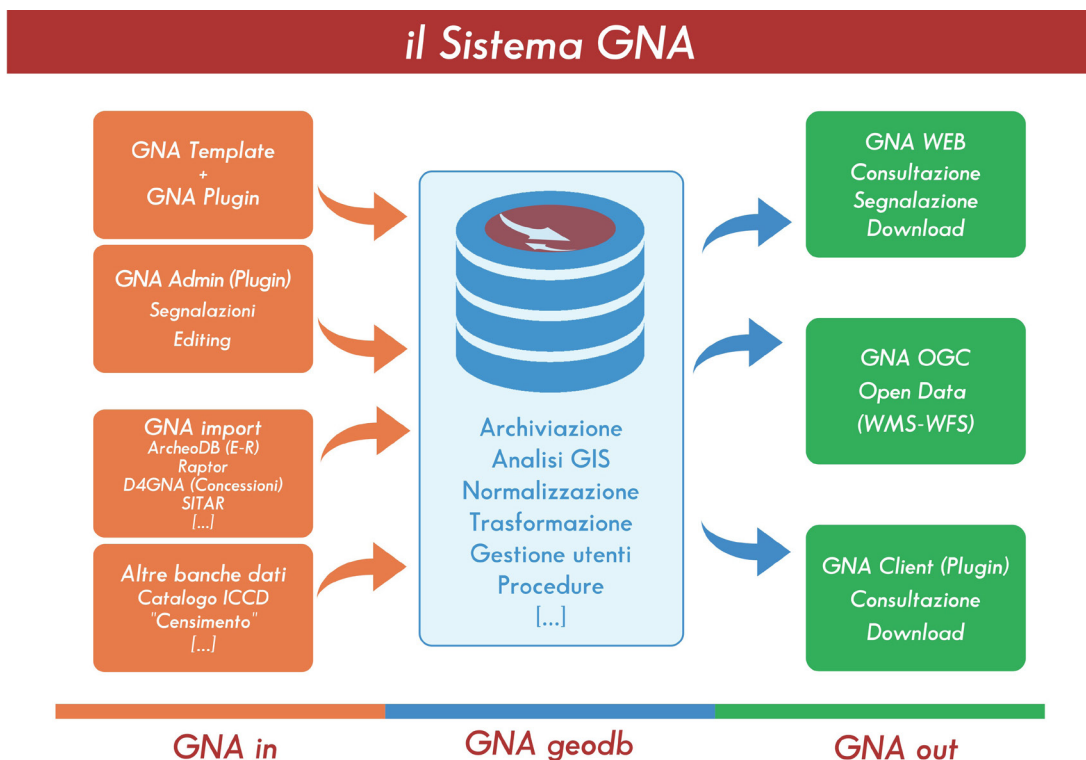 il Sistema GNA
GNA Template
+
GNA Plugin
GNA Admin (Plugin)
Segnalazioni
Editing
GNA import
ArcheoDB (E-R)
Raptor
D4GNA (Concessioni)
SITAR
[...]
Altre banche dati
Catalogo ICCD
"Censimento"
[...]
Archiviazione
Analisi GIS
Normalizzazione
Trasformazione
Gestione utenti
Procedure
[...]
GNA WEB
Consultazione
Segnalazione
Download
GNA OGC
Open Data
(WMS-WFS)
GNA Client (Plugin)
Consultazione
Download
GNA in
GNA geodb
GNA out